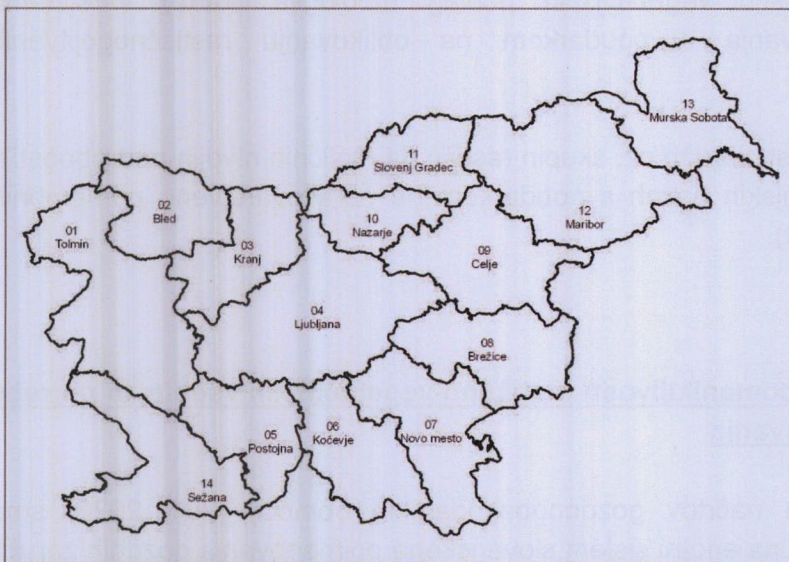 13
Murska Sobota
11
Slovenj Gradec
02
Bled
10
Nazarje
12
Maribor
01
Tolmin
03
Kranj
09
Celje
04
Ljubljana
08
Brežice
07
Novo mesto
06
Kočevje
05
Postojna
14
Sežana